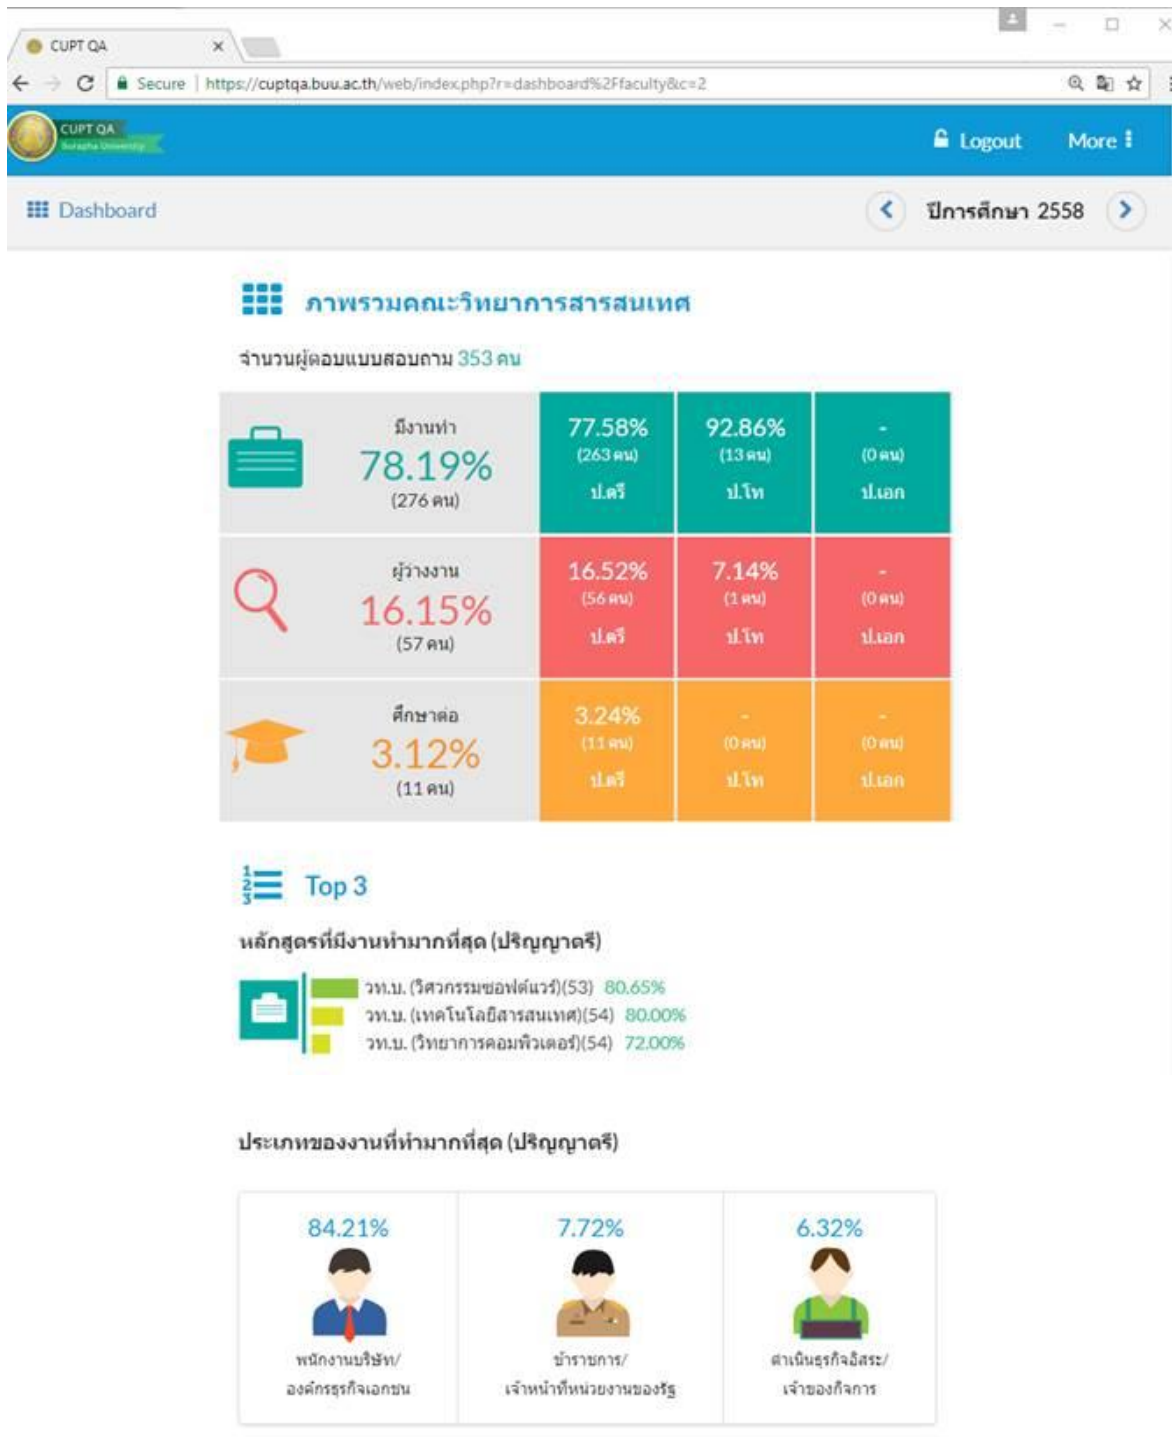 CUPT QA
Secure | https://cuptqa.buu.ac.th/web/index.php?r=dashboard%2Ffaculty&c=2
CUPT QA
Burapha University
Logout More
Dashboard ปีการศึกษา 2558
ภาพรวมคณะวิทยาการสารสนเทศ
จำนวนผู้ตอบแบบสอบถาม 353 คน
มีงานทำ
78.19%
(276 คน)
77.58%
(263 คน)
ป.ตรี
92.86%
(13 คน)
ป.โท
-
(0 คน)
ป.เอก
ผู้ว่างงาน
16.15%
(57 คน)
16.52%
(56 คน)
ป.ตรี
7.14%
(1 คน)
ป.โท
-
(0 คน)
ป.เอก
ศึกษาต่อ
3.12%
(11 คน)
3.24%
(11 คน)
ป.ตรี
-
(0 คน)
ป.โท
-
(0 คน)
ป.เอก
Top 3
หลักสูตรที่มีงานทำมากที่สุด (ปริญญาตรี)
วท.บ. (วิศวกรรมซอฟต์แวร์)(53) 80.65%
วท.บ. (เทคโนโลยีสารสนเทศ)(54) 80.00%
วท.บ. (วิทยาการคอมพิวเตอร์)(54) 72.00%
ประเภทของงานที่ทำมากที่สุด (ปริญญาตรี)
84.21%
พนักงานบริษัท/
องค์กรธุรกิจเอกชน
7.72%
ข้าราชการ/
เจ้าหน้าที่หน่วยงานของรัฐ
6.32%
ดำเนินธุรกิจอิสระ/
เจ้าของกิจการ